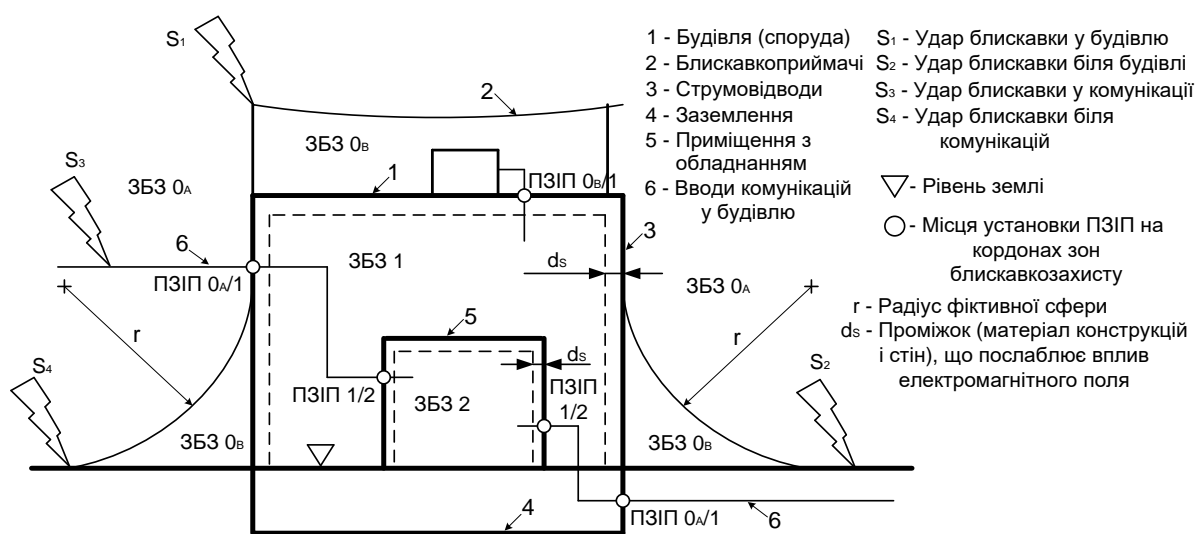 S₁
2
ЗБЗ 0в
S₃
ЗБЗ 0А
1
ПЗІП 0в/1
6
3
ЗБЗ 1
ds
ПЗІП 0А/1
ЗБЗ 0А
r
5
r
S₄
ds
S₂
ПЗІП 1/2
ЗБЗ 2
ПЗІП
1/2
ЗБЗ 0в
ЗБЗ 0в
4
ПЗІП 0А/1
6
1 - Будівля (споруда)
2 - Блискавкоприймачі
3 - Струмовідводи
4 - Заземлення
5 - Приміщення з
обладнанням
6 - Вводи комунікацій
у будівлю
S₁ - Удар блискавки у будівлю
S₂ - Удар блискавки біля будівлі
S₃ - Удар блискавки у комунікації
S₄ - Удар блискавки біля
комунікацій
- Рівень землі
- Місця установки ПЗІП на
кордонах зон
блискавкозахисту
r - Радіус фіктивної сфери
ds - Проміжок (матеріал конструкцій
і стін), що послаблює вплив
електромагнітного поля